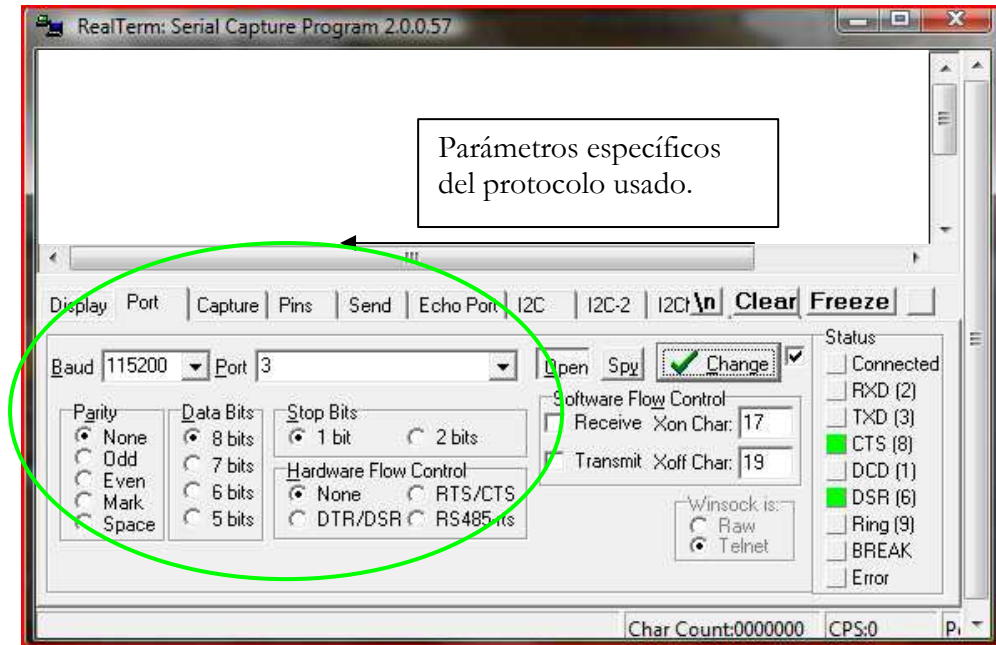 RealTerm: Serial Capture Program 2.0.0.57
Parámetros específicos
del protocolo usado.
Display Port Capture Pins Send Echo Port I2C I2C-2 \n Clear Freeze
Baud 115200 Port 3 Open Spy Change
Parity
None
Odd
Even
Mark
Space
Data Bits
8 bits
7 bits
6 bits
5 bits
Stop Bits
1 bit 2 bits
Hardware Flow Control
None RTS/CTS
DTR/DSR RS485-rts
Software Flow Control
Receive Xon Char: 17
Transmit Xoff Char: 19
Winsock is:
Raw
Telnet
Status
Connected
RXD (2)
TXD (3)
CTS (8)
DCD (1)
DSR (6)
Ring (9)
BREAK
Error
Char Count:0000000 CPS:0